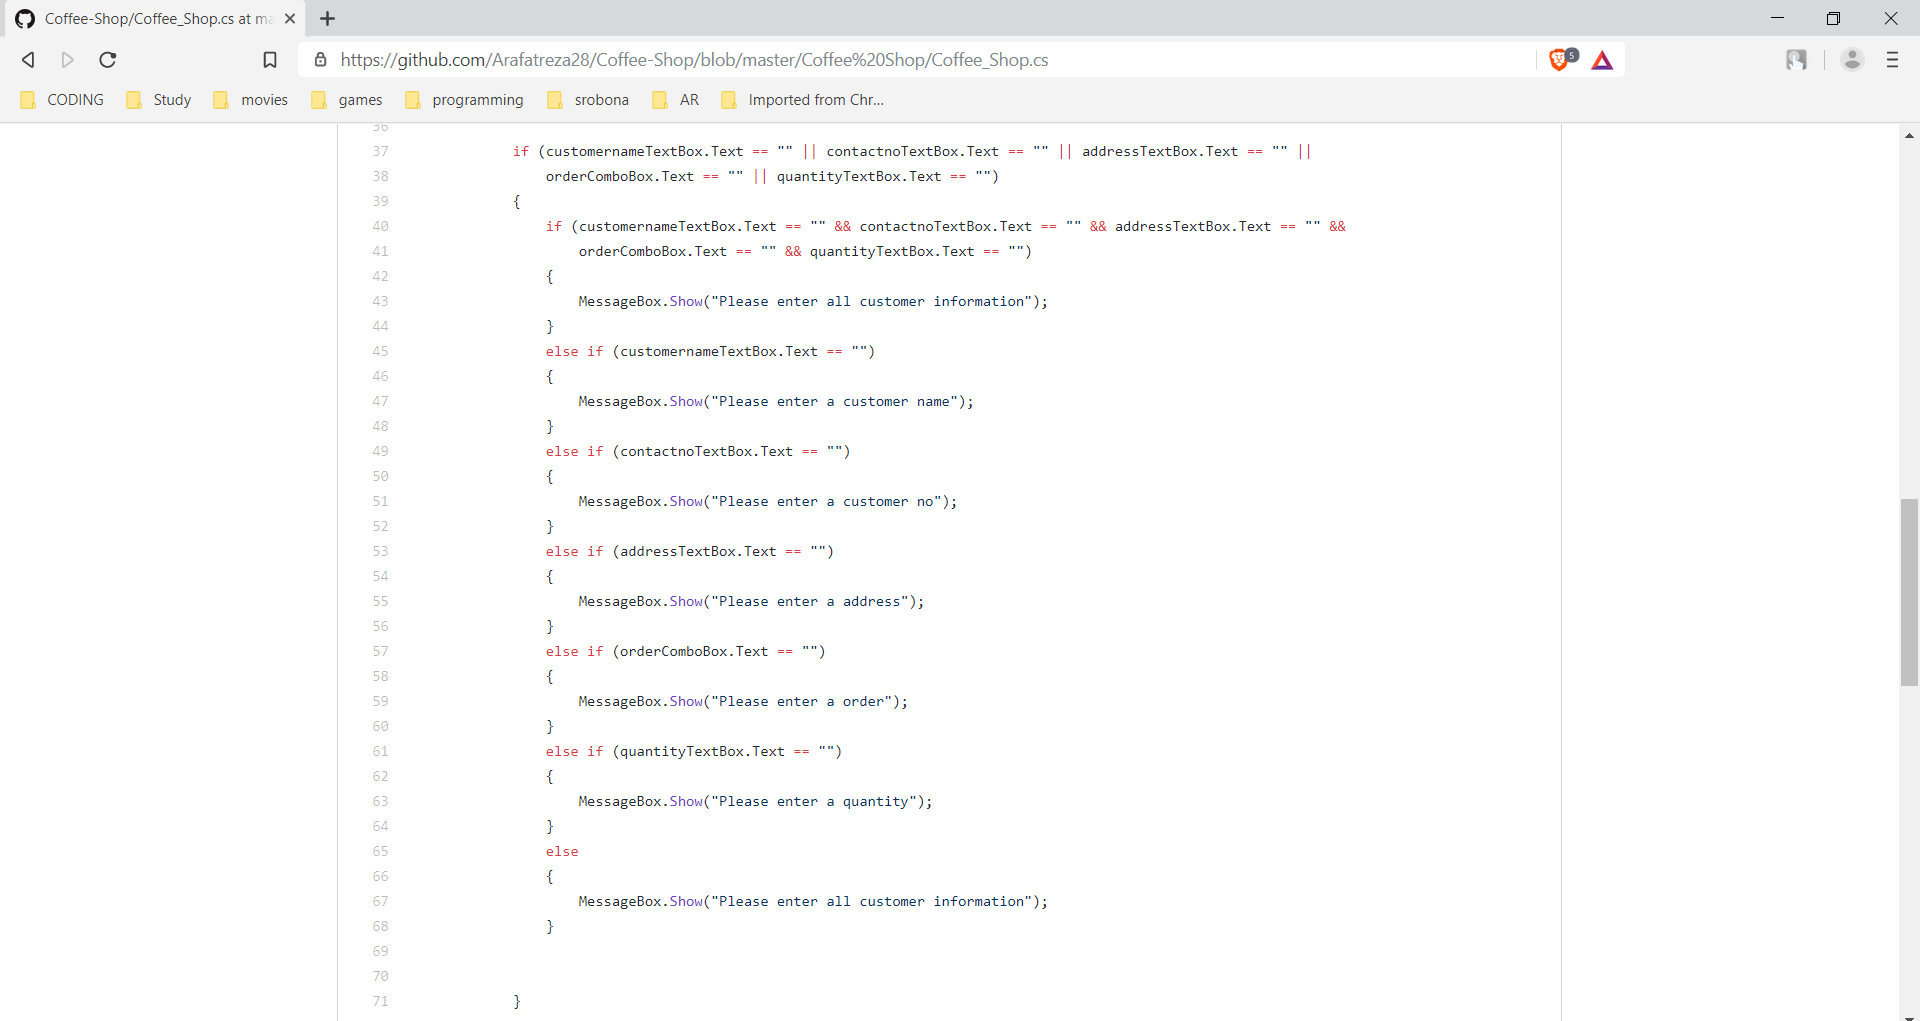 Coffee-Shop/Coffee_Shop.cs at ma
https://github.com/Arafatreza28/Coffee-Shop/blob/master/Coffee%20Shop/Coffee_Shop.cs
5
CODING Study movies games programming srobona AR Imported from Chr...
36
37 if (customernameTextBox.Text == "" || contactnoTextBox.Text == "" || addressTextBox.Text == "" ||
38 orderComboBox.Text == "" || quantityTextBox.Text == "")
39 {
40 if (customernameTextBox.Text == "" && contactnoTextBox.Text == "" && addressTextBox.Text == "" &&
41 orderComboBox.Text == "" && quantityTextBox.Text == "")
42 {
43 MessageBox.Show("Please enter all customer information");
44 }
45 else if (customernameTextBox.Text == "")
46 {
47 MessageBox.Show("Please enter a customer name");
48 }
49 else if (contactnoTextBox.Text == "")
50 {
51 MessageBox.Show("Please enter a customer no");
52 }
53 else if (addressTextBox.Text == "")
54 {
55 MessageBox.Show("Please enter a address");
56 }
57 else if (orderComboBox.Text == "")
58 {
59 MessageBox.Show("Please enter a order");
60 }
61 else if (quantityTextBox.Text == "")
62 {
63 MessageBox.Show("Please enter a quantity");
64 }
65 else
66 {
67 MessageBox.Show("Please enter all customer information");
68 }
69
70
71 }